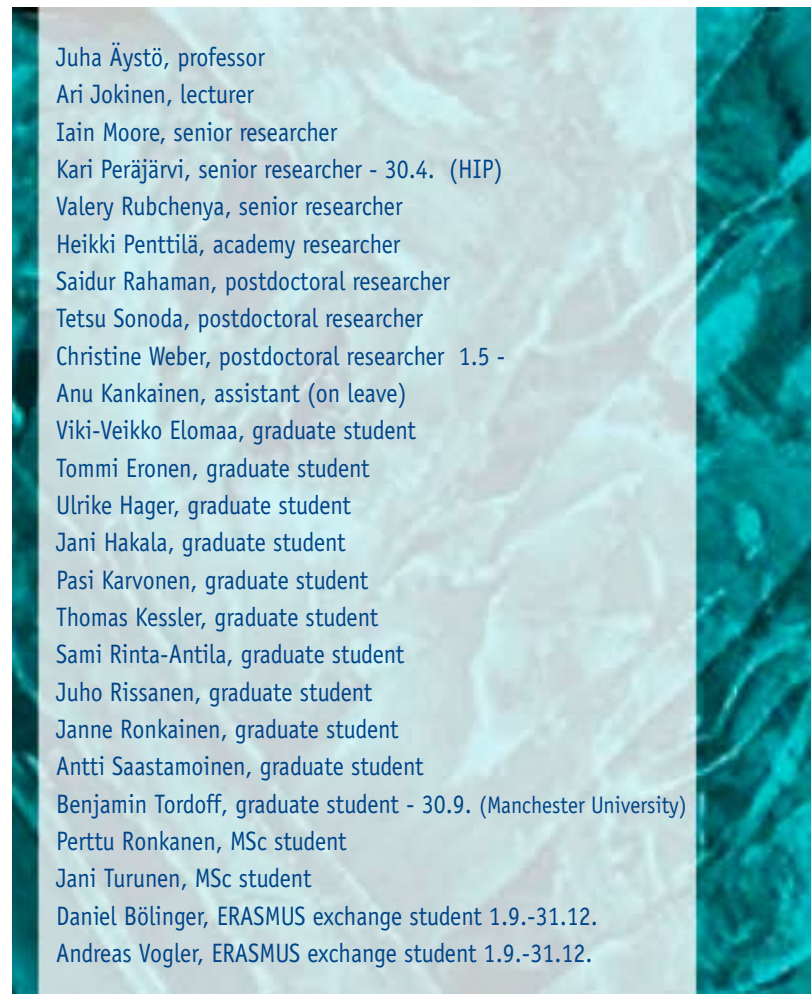 Juha Äystö, professor
Ari Jokinen, lecturer
Iain Moore, senior researcher
Kari Peräjärvi, senior researcher - 30.4. (HIP)
Valery Rubchenya, senior researcher
Heikki Penttilä, academy researcher
Saidur Rahaman, postdoctoral researcher
Tetsu Sonoda, postdoctoral researcher
Christine Weber, postdoctoral researcher 1.5 -
Anu Kankainen, assistant (on leave)
Viki-Veikko Elomaa, graduate student
Tommi Eronen, graduate student
Ulrike Hager, graduate student
Jani Hakala, graduate student
Pasi Karvonen, graduate student
Thomas Kessler, graduate student
Sami Rinta-Antila, graduate student
Juho Rissanen, graduate student
Janne Ronkainen, graduate student
Antti Saastamoinen, graduate student
Benjamin Tordoff, graduate student - 30.9. (Manchester University)
Perttu Ronkanen, MSc student
Jani Turunen, MSc student
Daniel Bölinger, ERASMUS exchange student 1.9.-31.12.
Andreas Vogler, ERASMUS exchange student 1.9.-31.12.